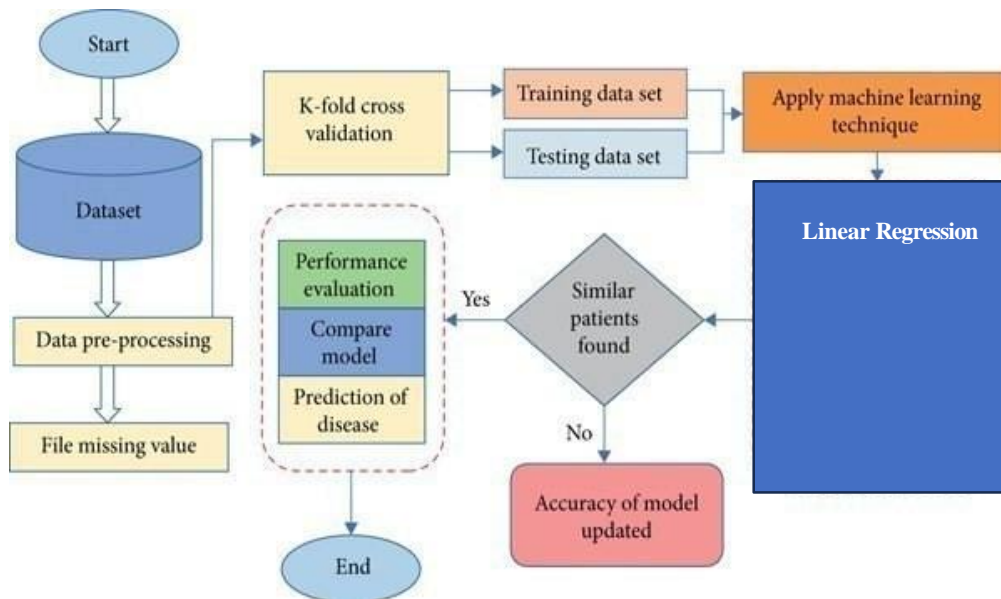 Start
Dataset
Data pre-processing
File missing value
K-fold cross
validation
Training data set
Testing data set
Apply machine learning
technique
Linear Regression
Similar
patients
found
Yes
No
Performance
evaluation
Compare
model
Prediction of
disease
Accuracy of model
updated
End